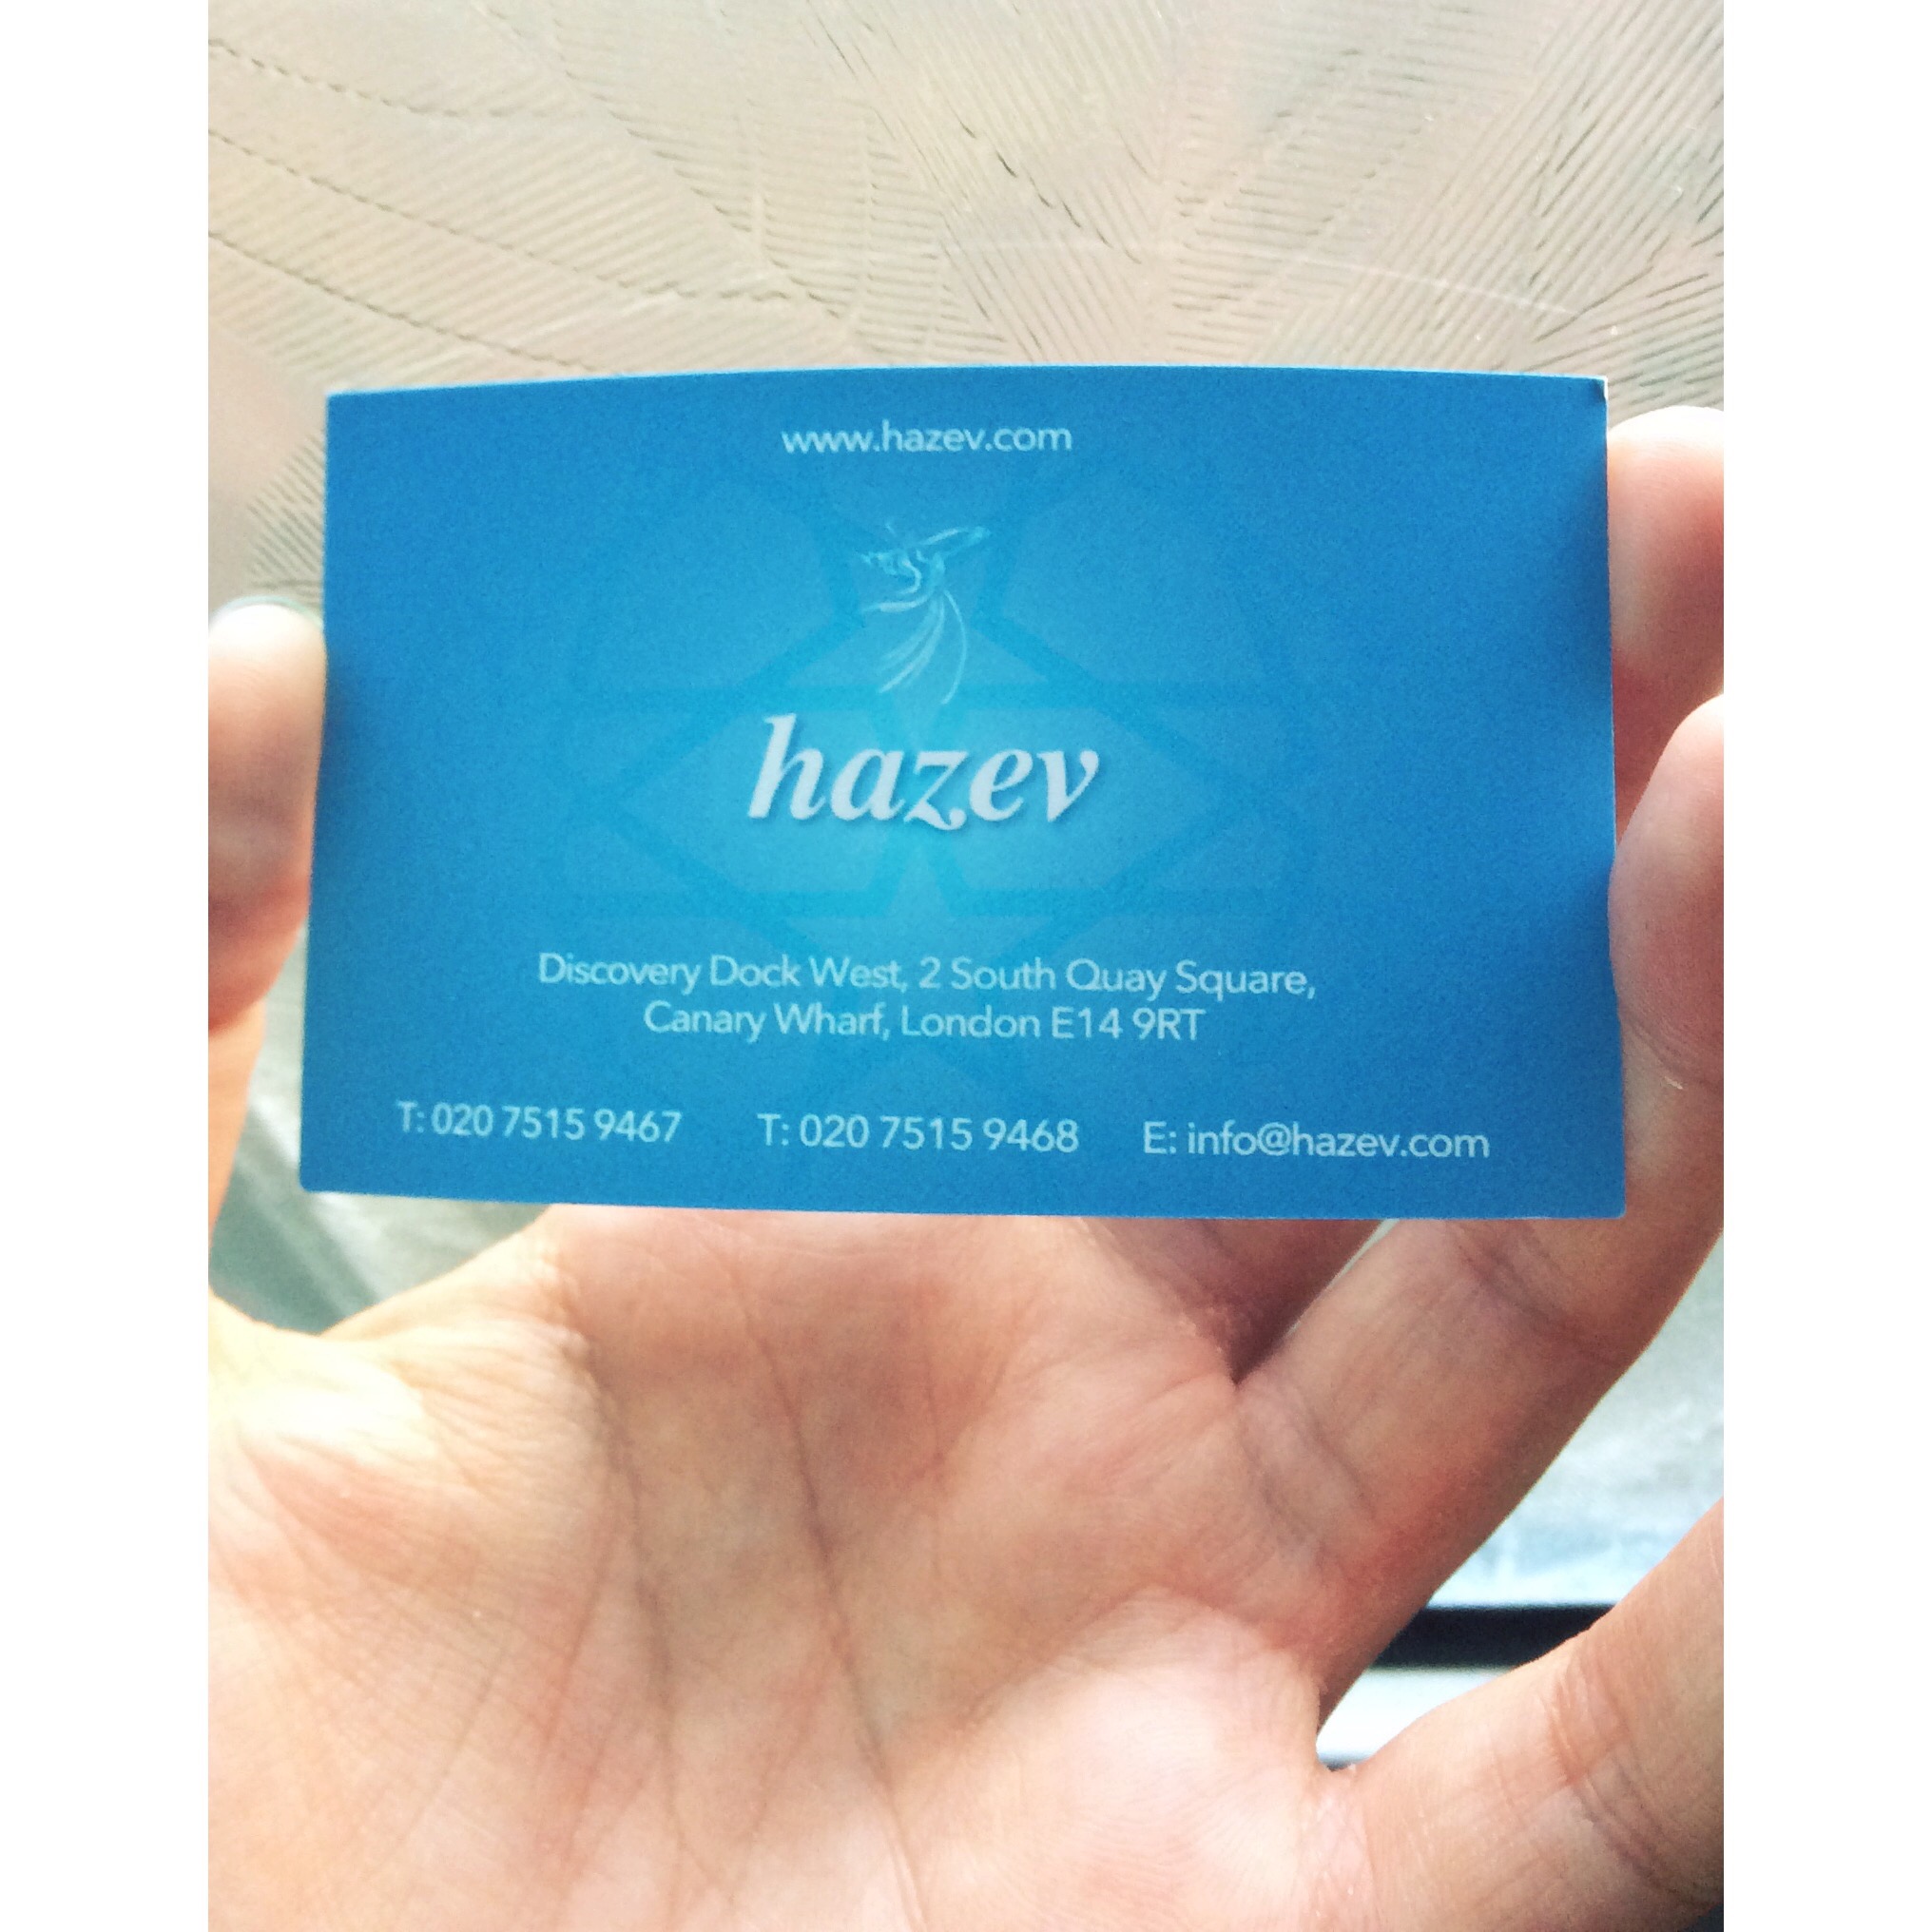 www.hazev.com
hazev
Discovery Dock West, 2 South Quay Square,
Canary Wharf, London E14 9RT
T: 020 7515 9467 T: 020 7515 9468 E: info@hazev.com